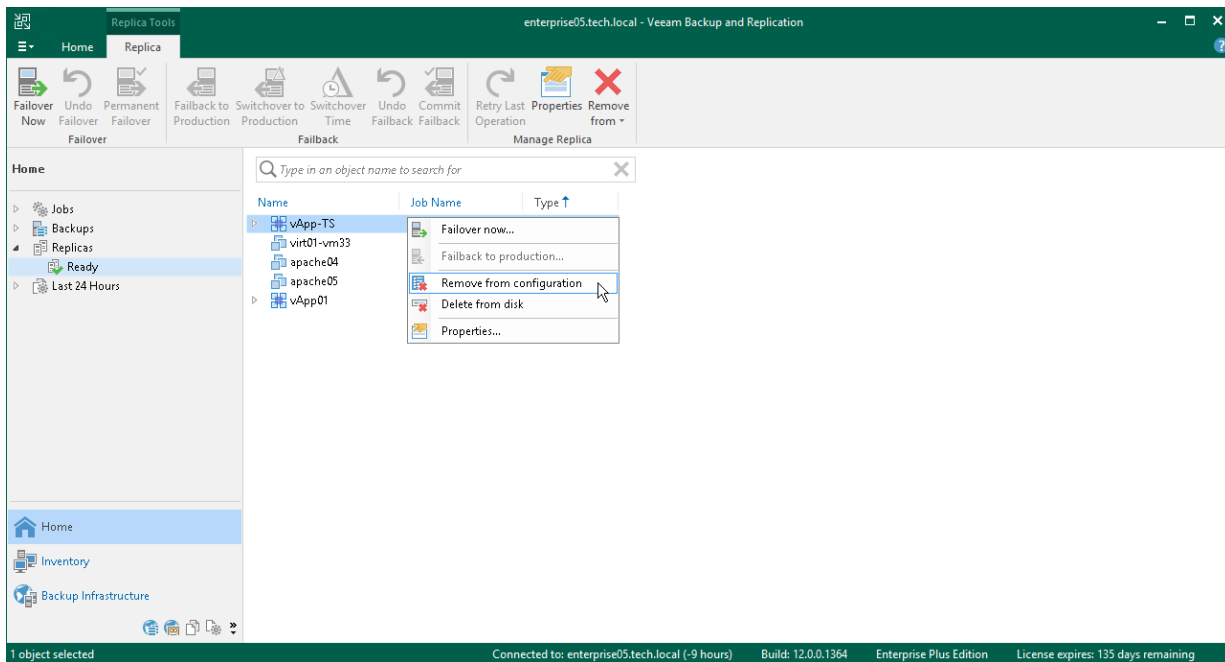 Replica Tools
enterprise05.tech.local - Veeam Backup and Replication
Home Replica
Failover Now
Undo Failover
Permanent Failover
Failback to Production
Switchover to Production
Switchover Time
Undo Failback
Commit Failback
Retry Last Operation
Properties
Remove from
Failover
Failback
Manage Replica
Home
Jobs
Backups
Replicas
Ready
Last 24 Hours
Type in an object name to search for
Name Job Name Type
vApp-TS
virt01-vm33
apache04
apache05
vApp01
Failover now...
Failback to production...
Remove from configuration
Delete from disk
Properties...
Home
Inventory
Backup Infrastructure
1 object selected
Connected to: enterprise05.tech.local (-9 hours)
Build: 12.0.0.1364
Enterprise Plus Edition
License expires: 135 days remaining